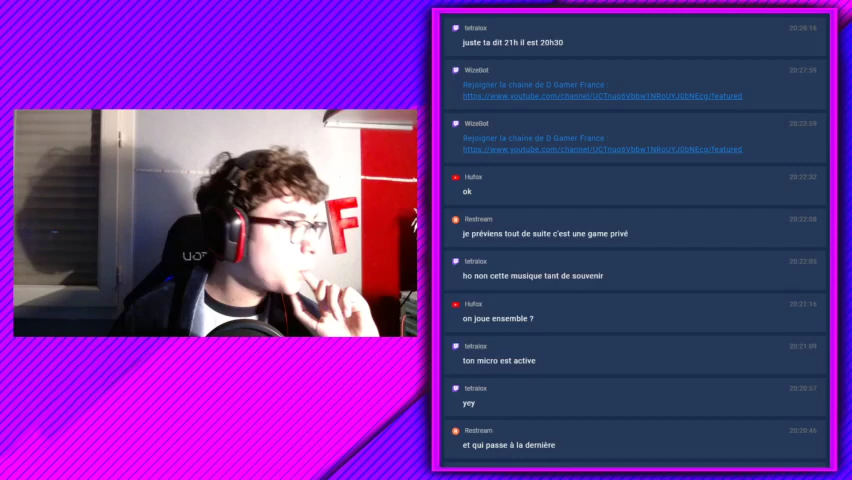 F
tetralox
20:28:16
juste ta dit 21h il est 20h30
WizeBot
20:27:59
Rejoigner la chaine de D Gamer France :
WizeBot
20:23:59
Rejoigner la chaine de D Gamer France :
Hufox
20:22:32
ok
Restream
20:22:08
je préviens tout de suite c'est une game privé
tetralox
20:22:05
ho non cette musique tant de souvenir
Hufox
20:21:16
on joue ensemble ?
tetralox
20:21:09
ton micro est active
tetralox
20:20:57
yey
Restream
20:20:46
et qui passe à la dernière